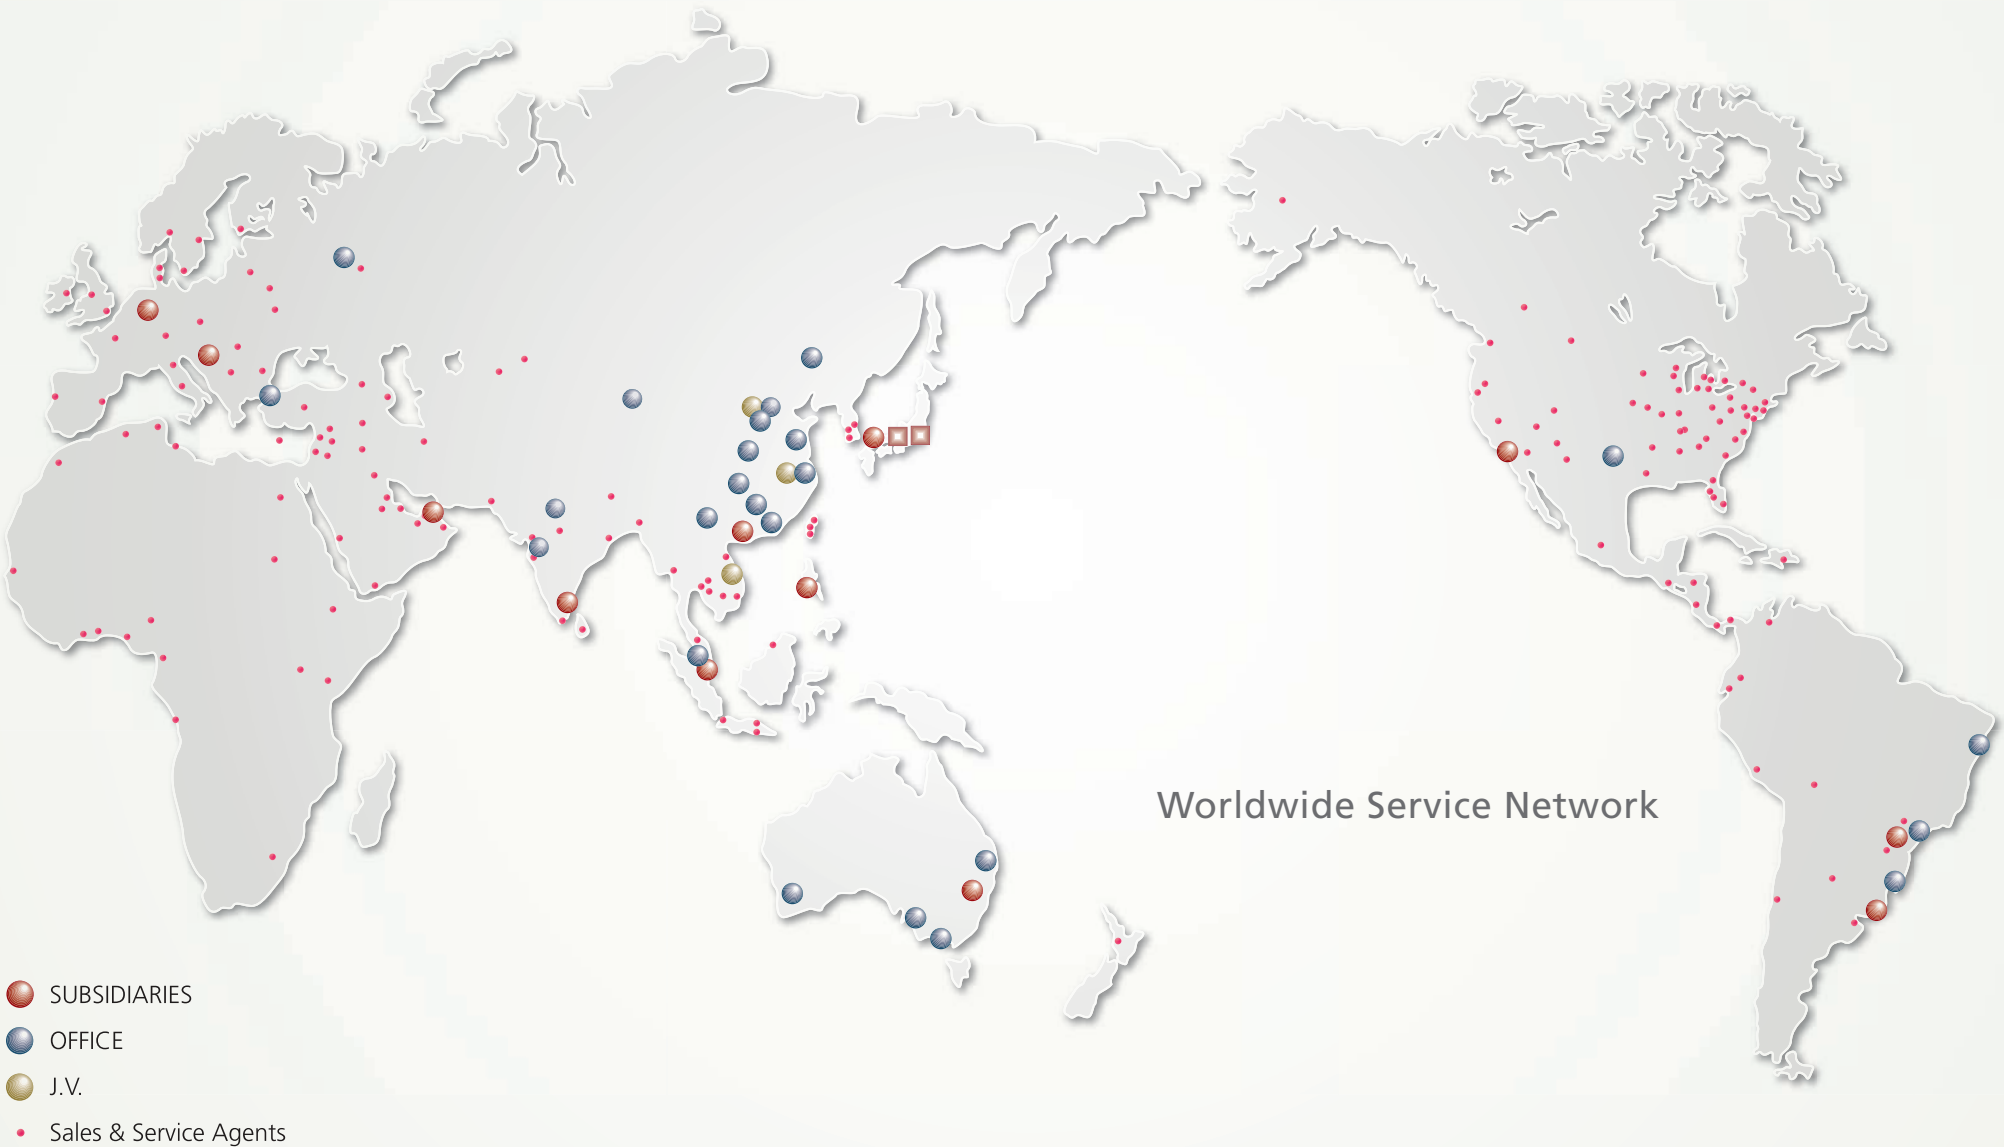 Worldwide Service Network
SUBSIDIARIES
OFFICE
J.V.
Sales & Service Agents